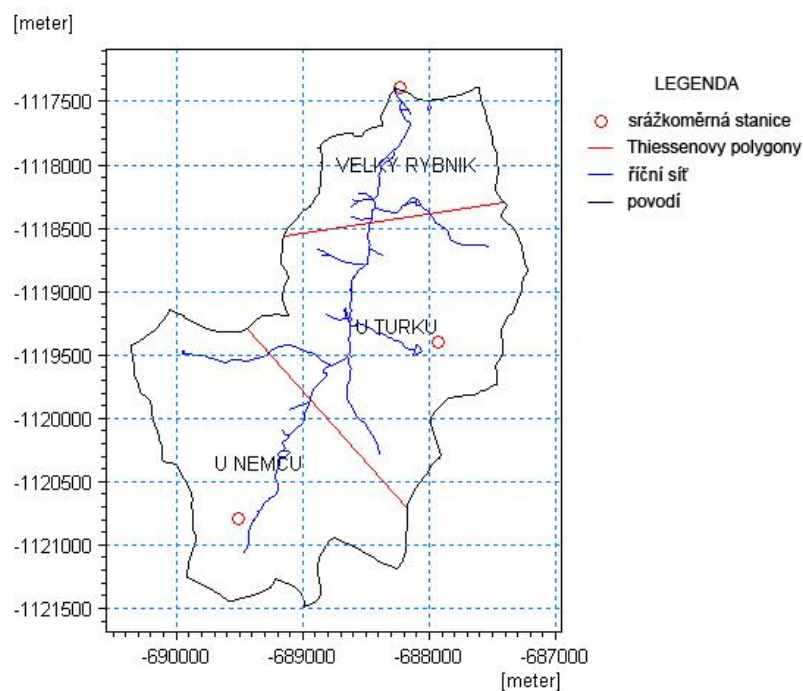 [meter]
-1117500
-1118000
-1118500
-1119000
-1119500
-1120000
-1120500
-1121000
-1121500
VELKY RYBNIK
U TURKU
U NEMCU
-690000 -689000 -688000 -687000
[meter]
LEGENDA
srážkoměrná stanice
Thiessenovy polygony
říční síť
povodí